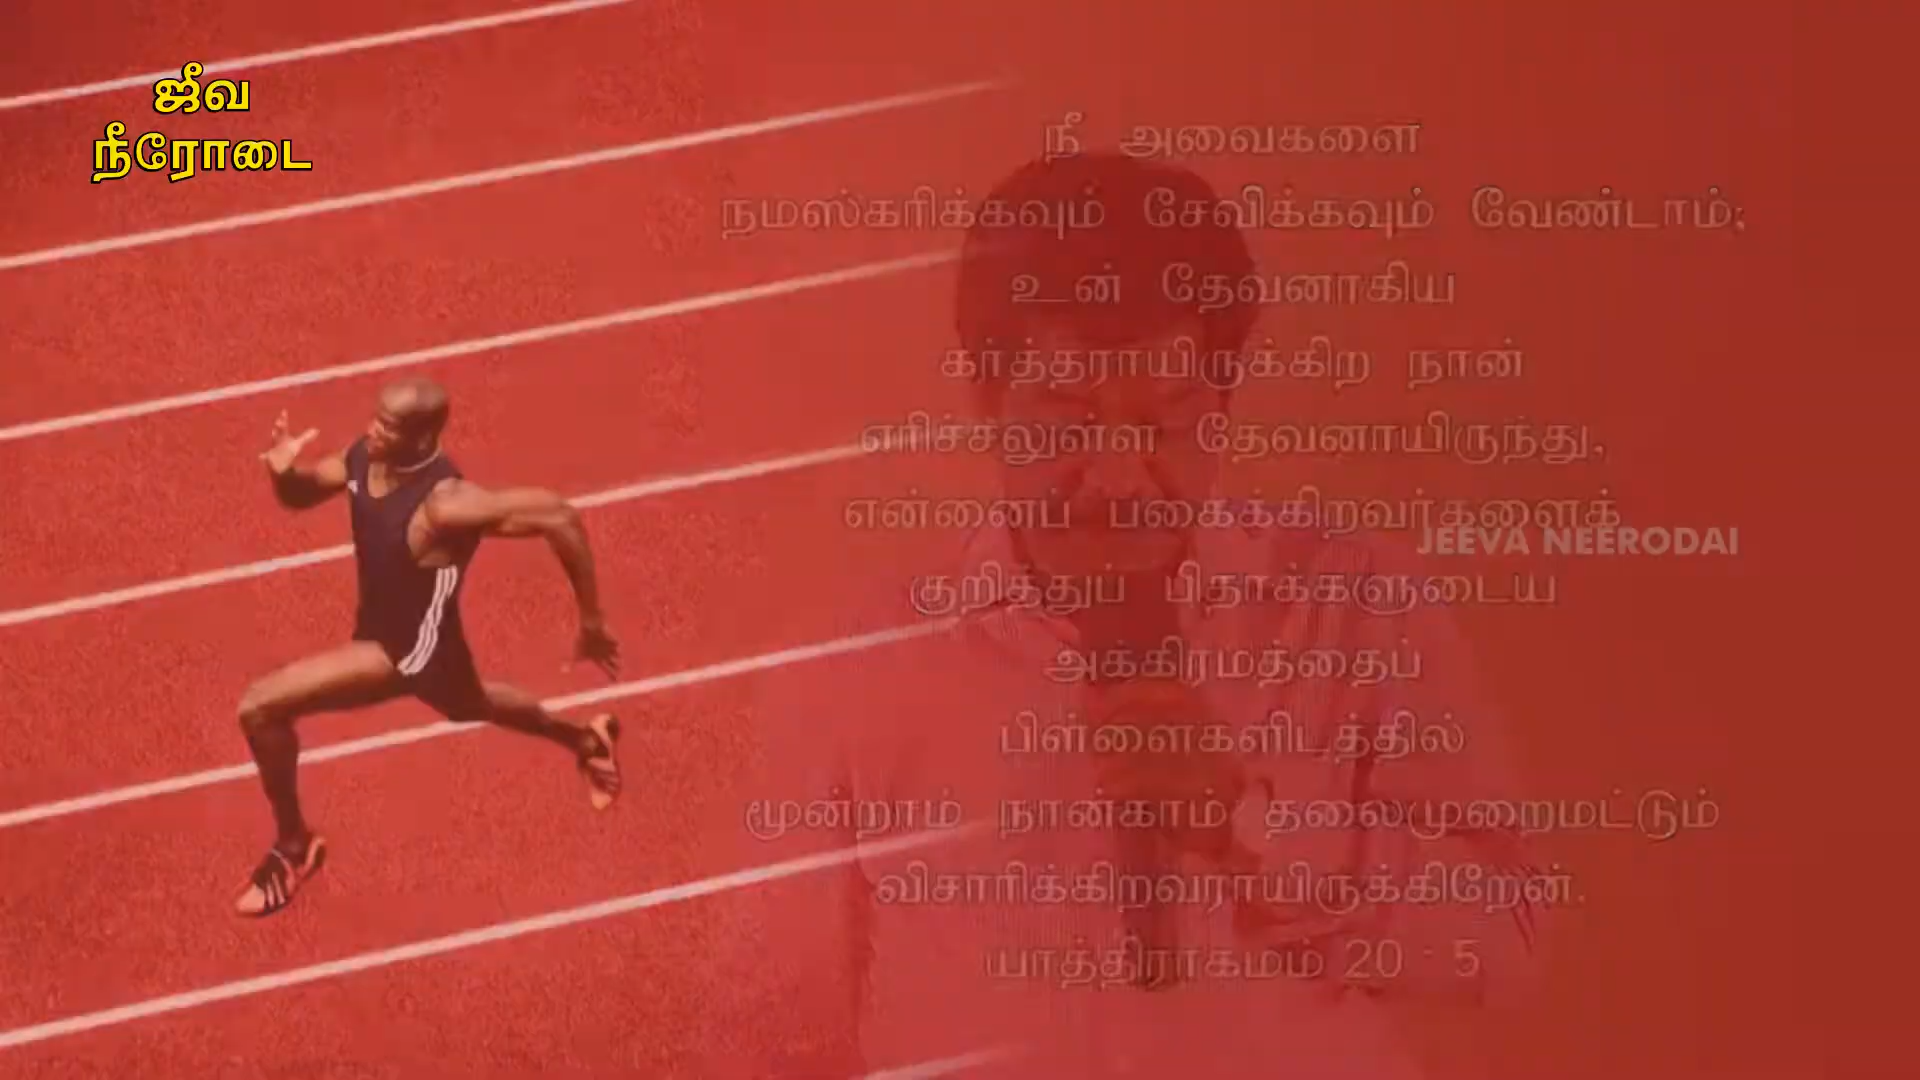 ஜீவ
நீரோடை
நீ அவைகளை
நமஸ்கரிக்கவும் சேவிக்கவும் வேண்டாம்;
உன் தேவனாகிய
கர்த்தராயிருக்கிற நான்
எரிச்சலுள்ள தேவனாயிருந்து,
என்னைப் பகைக்கிறவர்களைக்
JEEVA NEERODAI
குறித்துப் பிதாக்களுடைய
அக்கிரமத்தைப்
பிள்ளைகளிடத்தில்
மூன்றாம் நான்காம் தலைமுறைமட்டும்
விசாரிக்கிறவராயிருக்கிறேன்.
யாத்திராகமம் 20 : 5